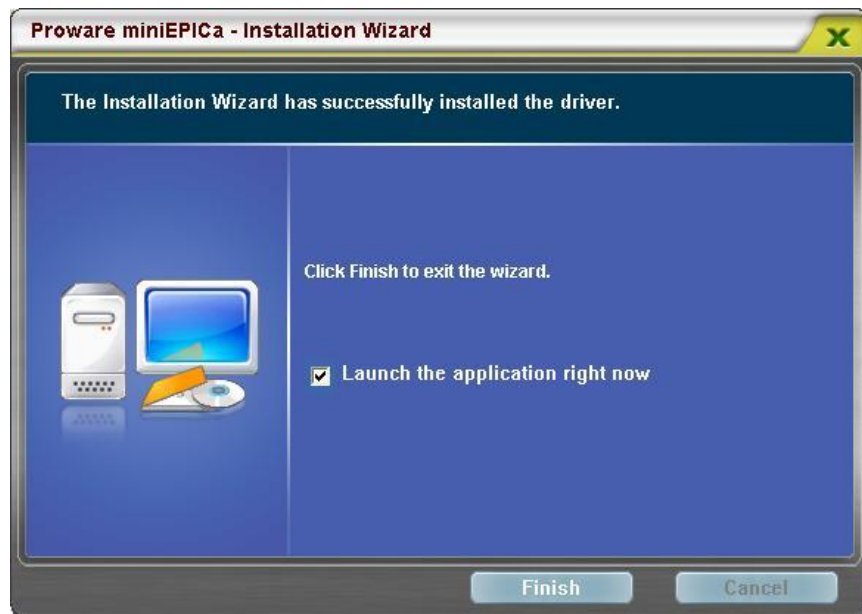 Proware miniEPICa - Installation Wizard
The Installation Wizard has successfully installed the driver.
Click Finish to exit the wizard.
Launch the application right now
Finish
Cancel